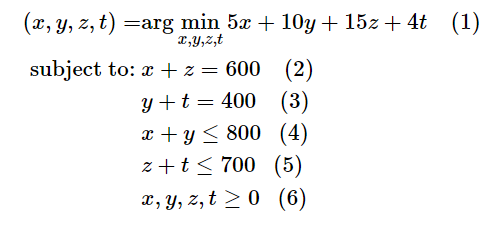 (x, y, z, t) =arg min 5x + 10y + 15z + 4t (1)
x,y,z,t
subject to: x + z = 600 (2)
y + t = 400 (3)
x + y ≤ 800 (4)
z + t ≤ 700 (5)
x, y, z, t ≥ 0 (6)